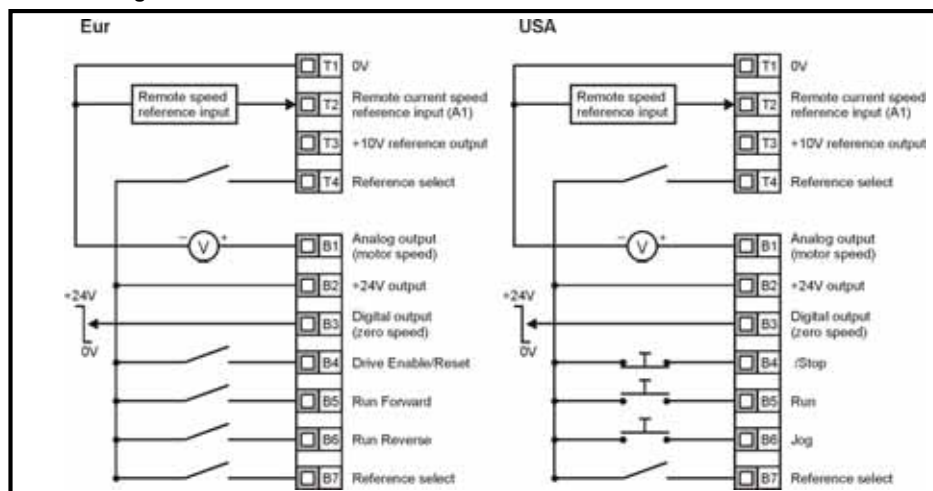 Eur
T1 0V
Remote speed
reference input
T2 Remote current speed
reference input (A1)
T3 +10V reference output
T4 Reference select
− V +
B1 Analog output
(motor speed)
B2 +24V output
+24V
0V
B3 Digital output
(zero speed)
B4 Drive Enable/Reset
B5 Run Forward
B6 Run Reverse
B7 Reference select
USA
T1 0V
Remote speed
reference input
T2 Remote current speed
reference input (A1)
T3 +10V reference output
T4 Reference select
− V +
B1 Analog output
(motor speed)
B2 +24V output
+24V
0V
B3 Digital output
(zero speed)
B4 /Stop
B5 Run
B6 Jog
B7 Reference select